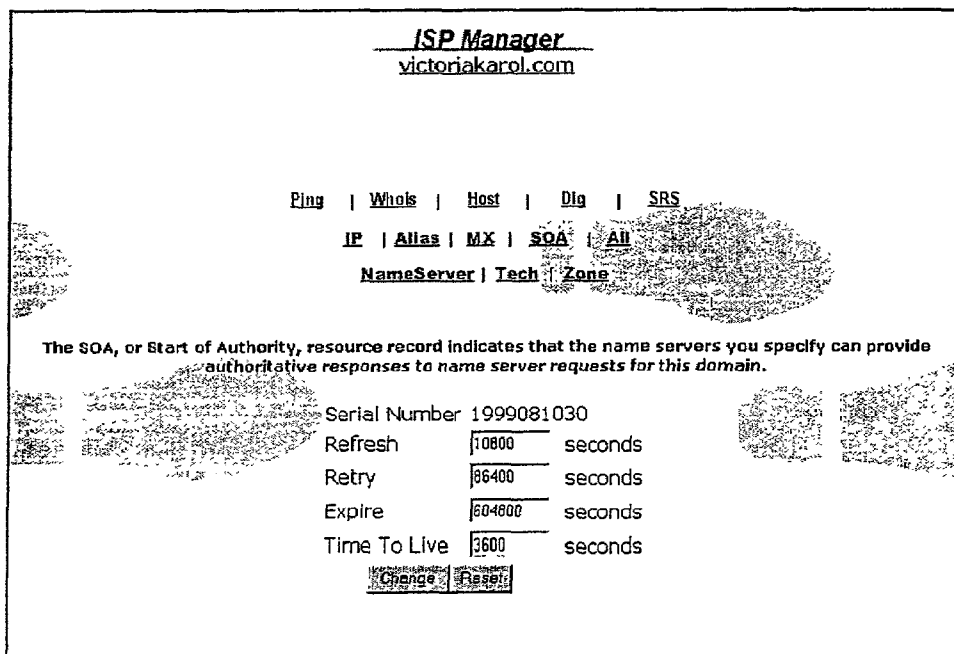 ISP Manager
victoriakarol.com
Ping | Whois | Host | Dig | SRS
IP | Alias | MX | SOA | All
NameServer | Tech | Zone
The SOA, or Start of Authority, resource record indicates that the name servers you specify can provide
authoritative responses to name server requests for this domain.
Serial Number 1999081030
Refresh 10800 seconds
Retry 86400 seconds
Expire 604800 seconds
Time To Live 3600 seconds
Change Reset